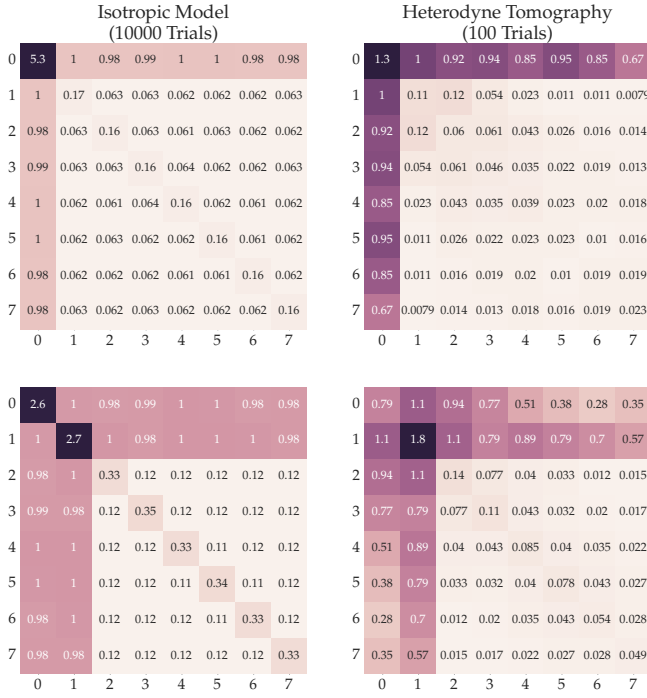 Isotropic Model
(10000 Trials)
0 5.3 1 0.98 0.99 1 1 0.98 0.98
1 1 0.17 0.063 0.063 0.062 0.062 0.062 0.063
2 0.98 0.063 0.16 0.063 0.061 0.063 0.062 0.062
3 0.99 0.063 0.063 0.16 0.064 0.062 0.062 0.063
4 1 0.062 0.061 0.064 0.16 0.062 0.061 0.062
5 1 0.062 0.063 0.062 0.062 0.16 0.061 0.062
6 0.98 0.062 0.062 0.062 0.061 0.061 0.16 0.062
7 0.98 0.063 0.062 0.063 0.062 0.062 0.062 0.16
0 1 2 3 4 5 6 7
Heterodyne Tomography
(100 Trials)
0 1.3 1 0.92 0.94 0.85 0.95 0.85 0.67
1 1 0.11 0.12 0.054 0.023 0.011 0.011 0.0079
2 0.92 0.12 0.06 0.061 0.043 0.026 0.016 0.014
3 0.94 0.054 0.061 0.046 0.035 0.022 0.019 0.013
4 0.85 0.023 0.043 0.035 0.039 0.023 0.02 0.018
5 0.95 0.011 0.026 0.022 0.023 0.023 0.01 0.016
6 0.85 0.011 0.016 0.019 0.02 0.01 0.019 0.019
7 0.67 0.0079 0.014 0.013 0.018 0.016 0.019 0.023
0 1 2 3 4 5 6 7
0 2.6 1 0.98 0.99 1 1 0.98 0.98
1 1 2.7 1 0.98 1 1 1 0.98
2 0.98 1 0.33 0.12 0.12 0.12 0.12 0.12
3 0.99 0.98 0.12 0.35 0.12 0.12 0.12 0.12
4 1 1 0.12 0.12 0.33 0.11 0.12 0.12
5 1 1 0.12 0.12 0.11 0.34 0.11 0.12
6 0.98 1 0.12 0.12 0.12 0.11 0.33 0.12
7 0.98 0.98 0.12 0.12 0.12 0.12 0.12 0.33
0 1 2 3 4 5 6 7
0 0.79 1.1 0.94 0.77 0.51 0.38 0.28 0.35
1 1.1 1.8 1.1 0.79 0.89 0.79 0.7 0.57
2 0.94 1.1 0.14 0.077 0.04 0.033 0.012 0.015
3 0.77 0.79 0.077 0.11 0.043 0.032 0.02 0.017
4 0.51 0.89 0.04 0.043 0.085 0.04 0.035 0.022
5 0.38 0.79 0.033 0.032 0.04 0.078 0.043 0.027
6 0.28 0.7 0.012 0.02 0.035 0.043 0.054 0.028
7 0.35 0.57 0.015 0.017 0.022 0.027 0.028 0.049
0 1 2 3 4 5 6 7